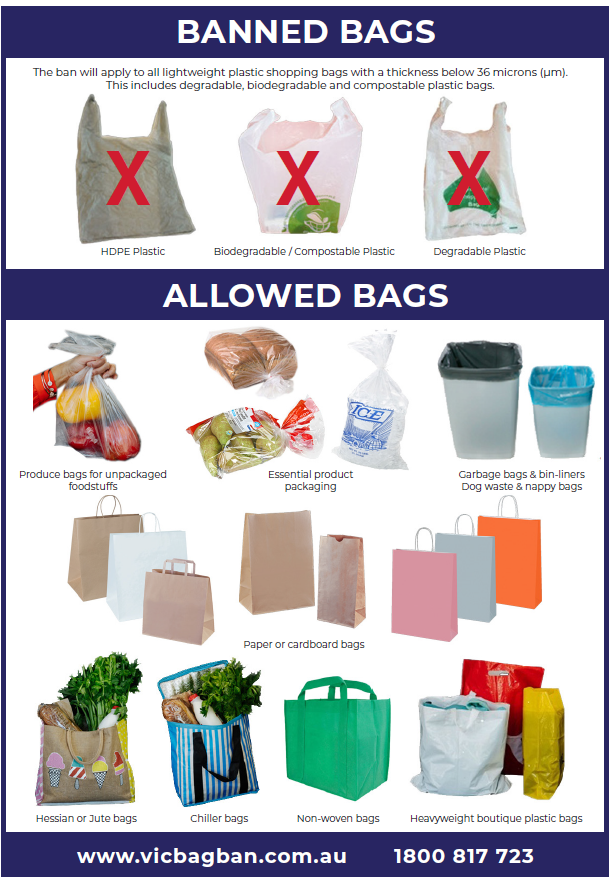 BANNED BAGS
The ban will apply to all lightweight plastic shopping bags with a thickness below 36 microns (µm).
This includes degradable, biodegradable and compostable plastic bags.
X X X
HDPE Plastic Biodegradable / Compostable Plastic Degradable Plastic
ALLOWED BAGS
ICE
Produce bags for unpackaged
foodstuffs
Essential product
packaging
Garbage bags & bin-liners
Dog waste & nappy bags
Paper or cardboard bags
Hessian or Jute bags Chiller bags Non-woven bags Heavyweight boutique plastic bags
www.vicbagban.com.au 1800 817 723